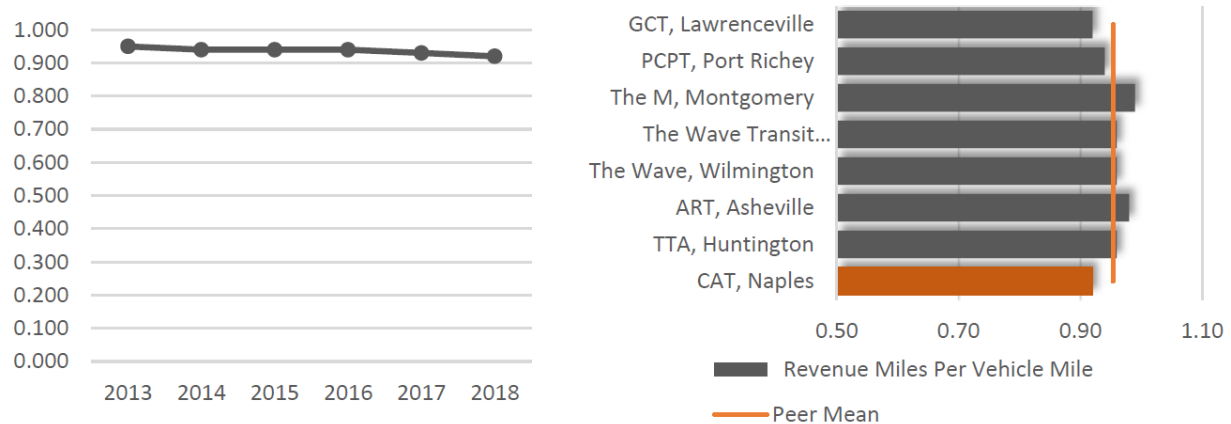 1.000
0.900
0.800
0.700
0.600
0.500
0.400
0.300
0.200
0.100
0.000
2013 2014 2015 2016 2017 2018
GCT, Lawrenceville
PCPT, Port Richey
The M, Montgomery
The Wave Transit...
The Wave, Wilmington
ART, Asheville
TTA, Huntington
CAT, Naples
0.50 0.70 0.90 1.10
Revenue Miles Per Vehicle Mile
Peer Mean